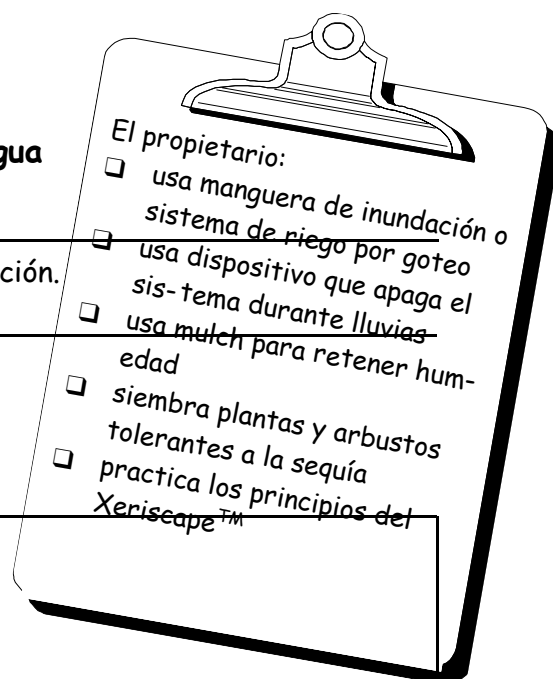 gua
ción.
El propietario:
❑ usa manguera de inundación o
sistema de riego por goteo
❑ usa dispositivo que apaga el
sis-tema durante lluvias
❑ usa mulch para retener hum-
edad
❑ siembra plantas y arbustos
tolerantes a la sequía
❑ practica los principios del
Xeriscape™